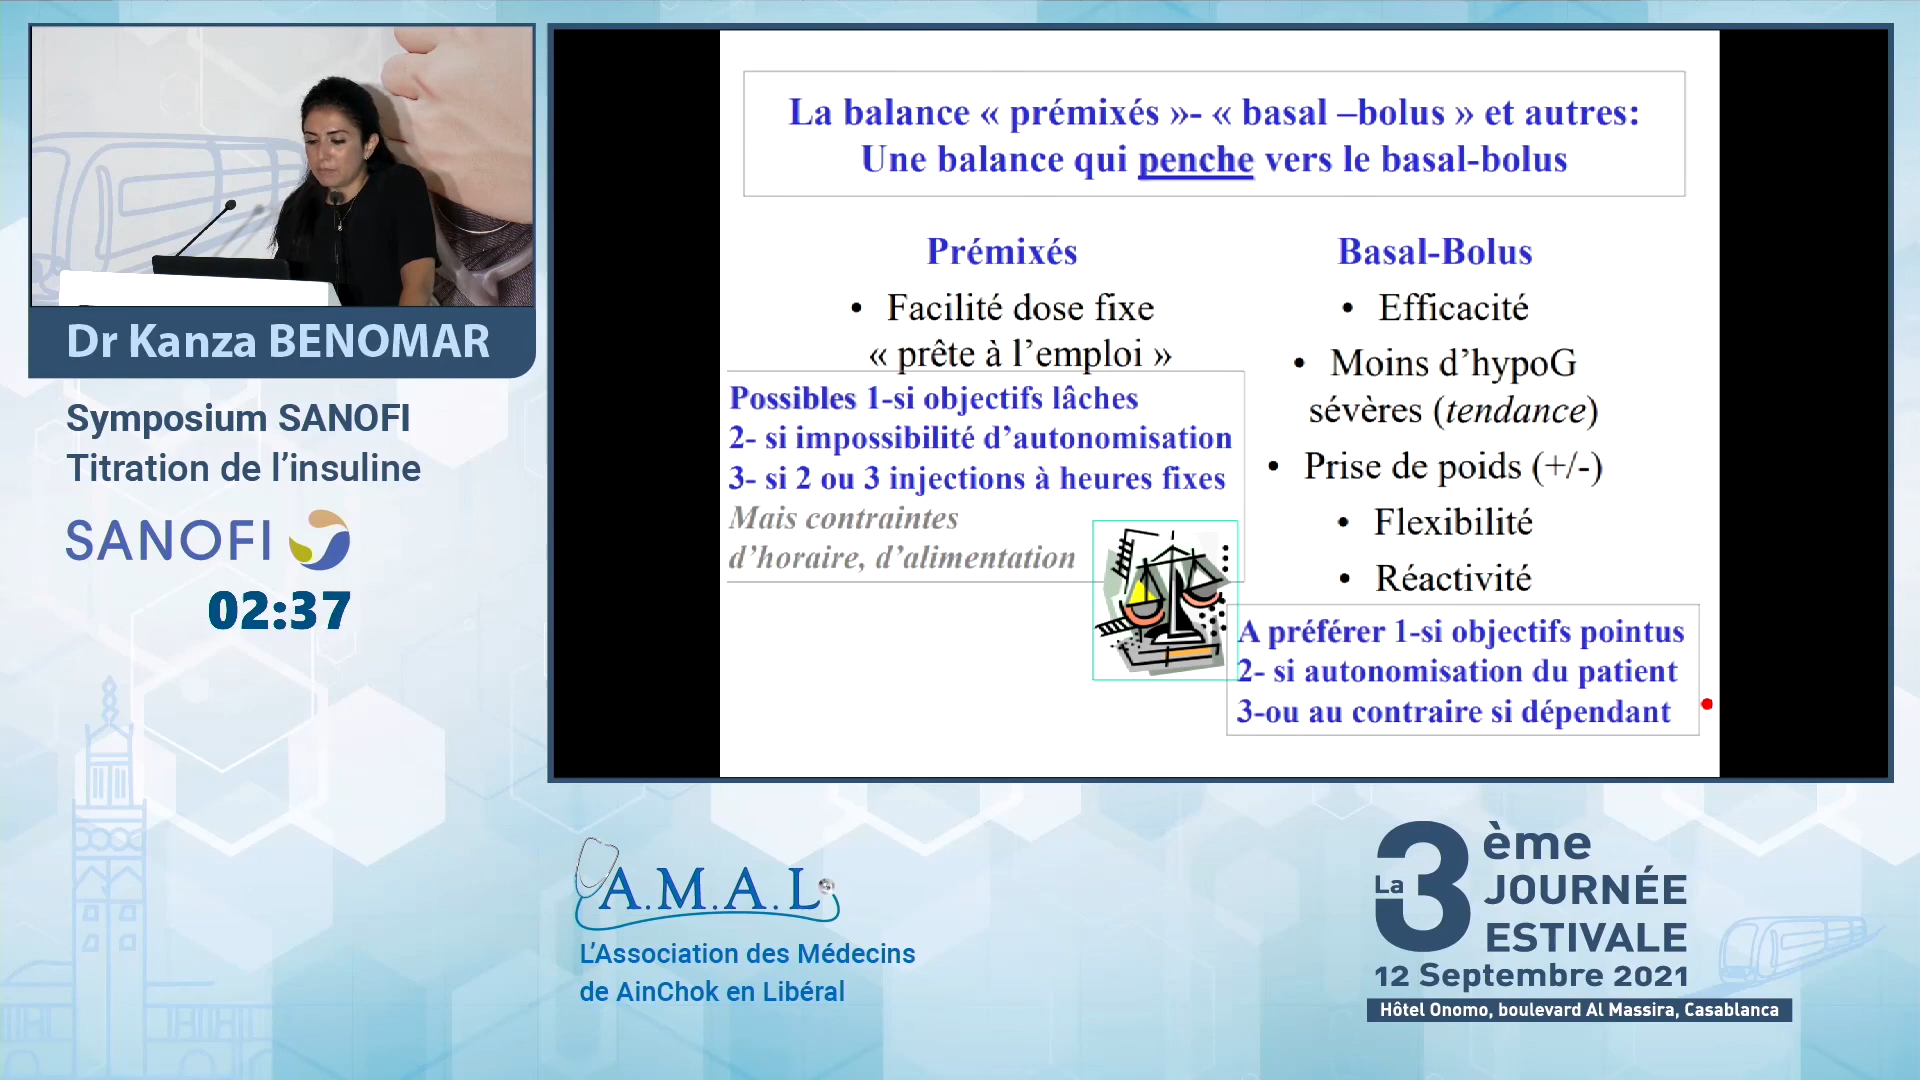 Dr Kanza BENOMAR
Symposium SANOFI
Titration de l'insuline
SANOFI
02:37
La balance « prémixés »- « basal –bolus » et autres:
Une balance qui penche vers le basal-bolus
Prémixés
• Facilité dose fixe
« prête à l'emploi »
Possibles 1-si objectifs lâches
2- si impossibilité d'autonomisation
3- si 2 ou 3 injections à heures fixes
Mais contraintes
d'horaire, d'alimentation
Basal-Bolus
• Efficacité
• Moins d'hypoG
sévères (tendance)
• Prise de poids (+/-)
• Flexibilité
• Réactivité
A préférer 1-si objectifs pointus
2- si autonomisation du patient
3-ou au contraire si dépendant
A.M.A.L
L'Association des Médecins
de AinChok en Libéral
La 3ème
JOURNÉE
ESTIVALE
12 Septembre 2021
Hôtel Onomo, boulevard Al Massira, Casablanca